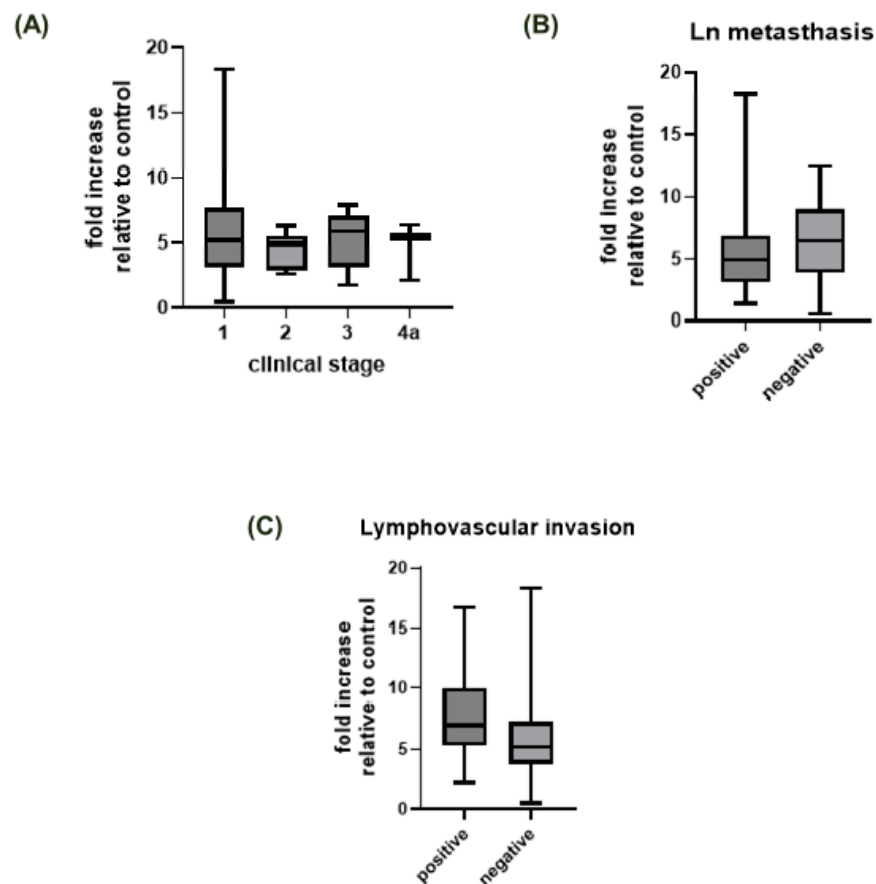 (A)
20
15
10
5
0
fold increase
relative to control
1 2 3 4a
clinical stage
(B)
Ln metasthasis
20
15
10
5
0
fold increase
relative to control
positive
negative
(C)
Lymphovascular invasion
20
15
10
5
0
fold increase
relative to control
positive
negative